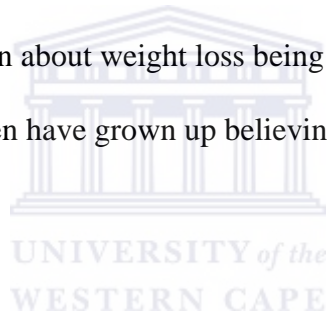 n about weight loss being
en have grown up believin
UNIVERSITY of the
WESTERN CAPE